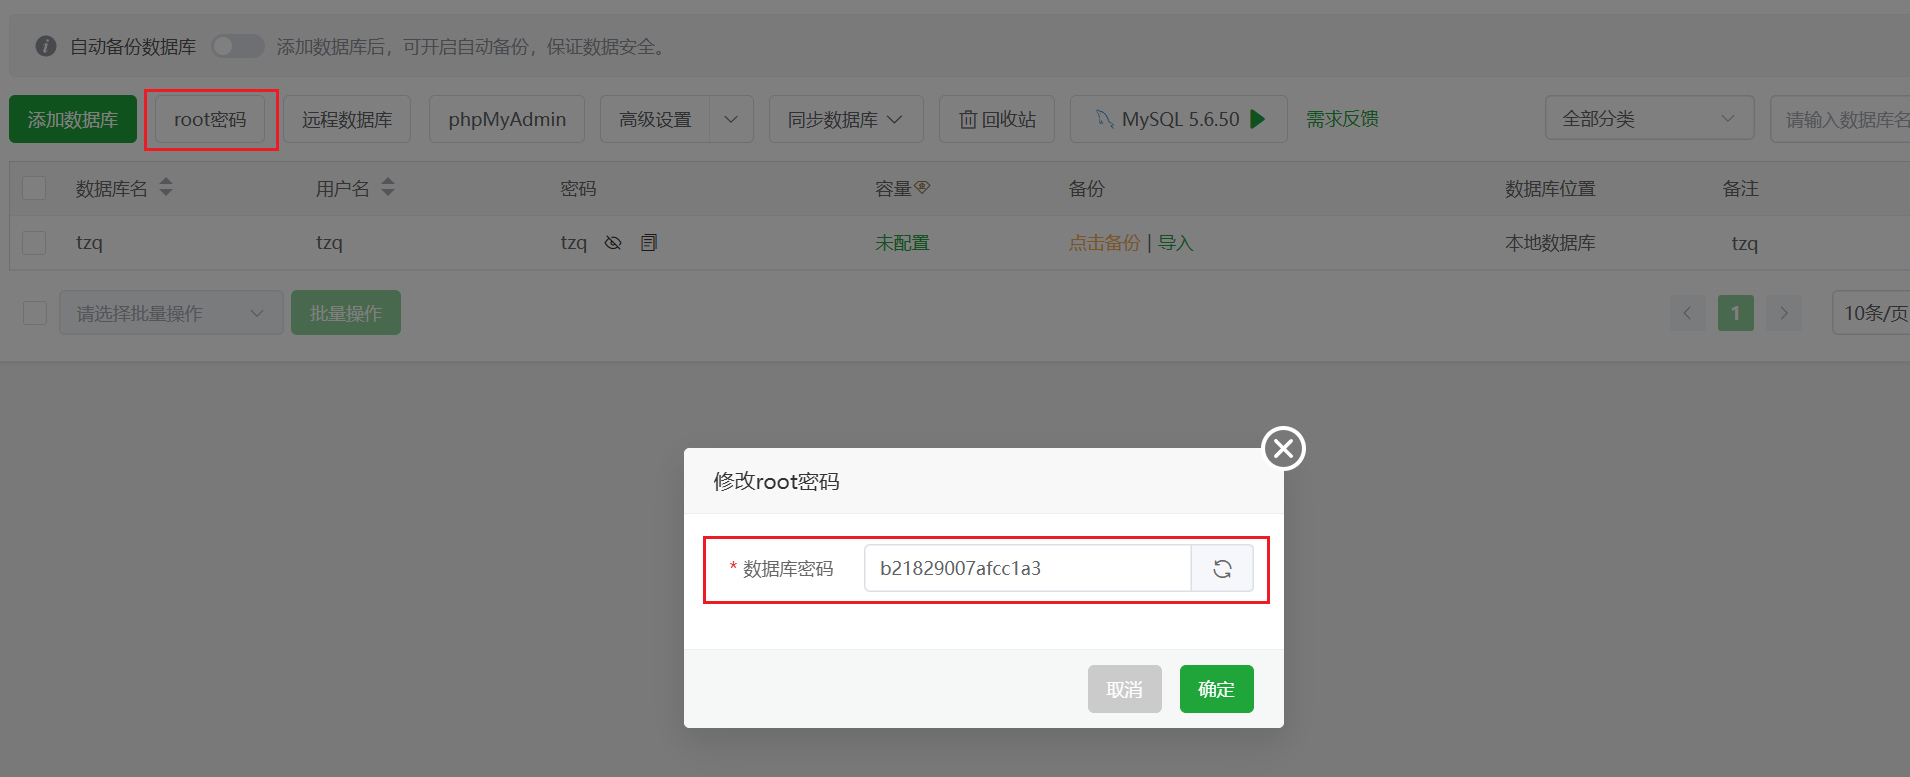 自动备份数据库 添加数据库后，可开启自动备份，保证数据安全。
添加数据库 root密码 远程数据库 phpMyAdmin 高级设置 同步数据库 回收站 MySQL 5.6.50 需求反馈 全部分类 请输入数据库名
数据库名 用户名 密码 容量 备份 数据库位置 备注
tzq tzq tzq 未配置 点击备份 | 导入 本地数据库 tzq
请选择批量操作 批量操作 1 10条/页
修改root密码
* 数据库密码 b21829007afcc1a3
取消 确定